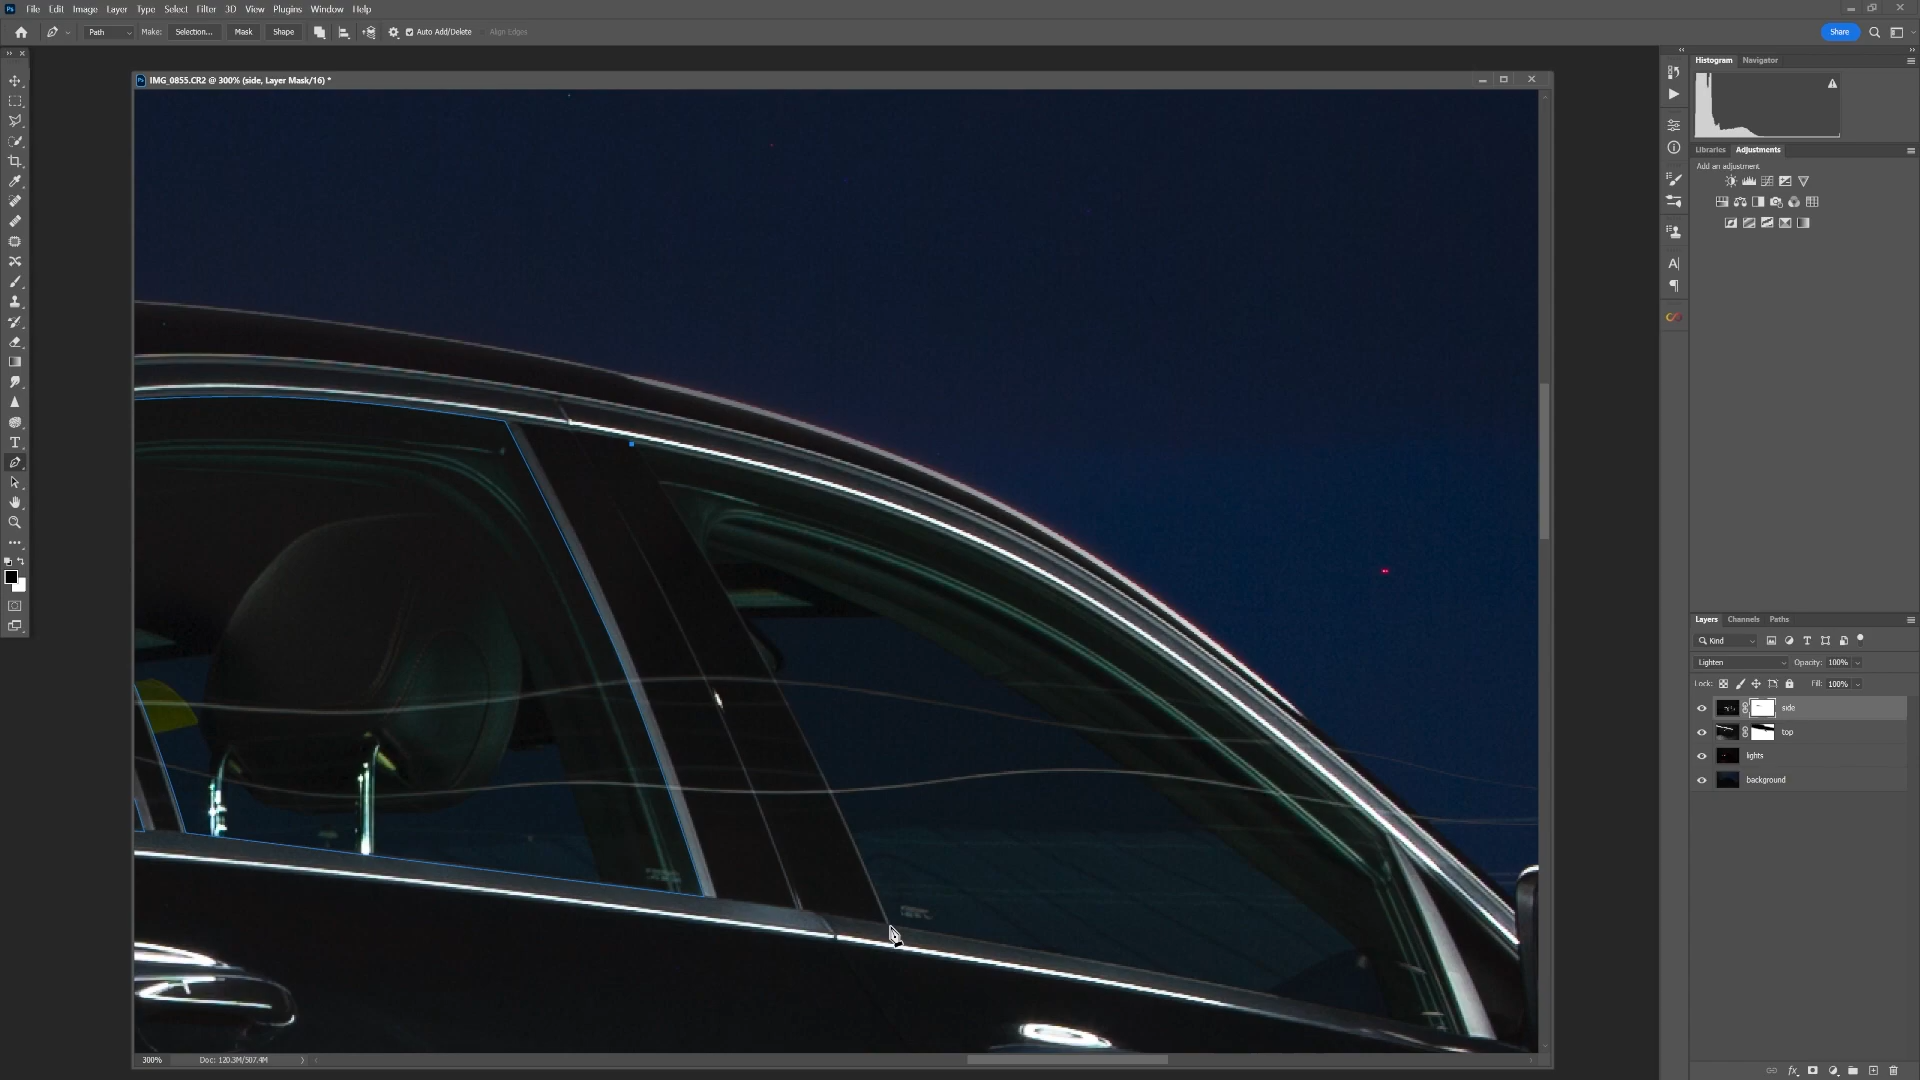 Ps File Edit Image Layer Type Select Filter 3D View Plugins Window Help
Path Make: Selection... Mask Shape Auto Add/Delete Align Edges Share
IMG_0855.CR2 @ 300% (side, Layer Mask/16) *
Histogram Navigator
Libraries Adjustments
Add an adjustment
Layers Channels Paths
Kind
Lighten Opacity: 100%
Lock: Fill: 100%
side
top
lights
background
300% Doc: 120.3M/507.4M